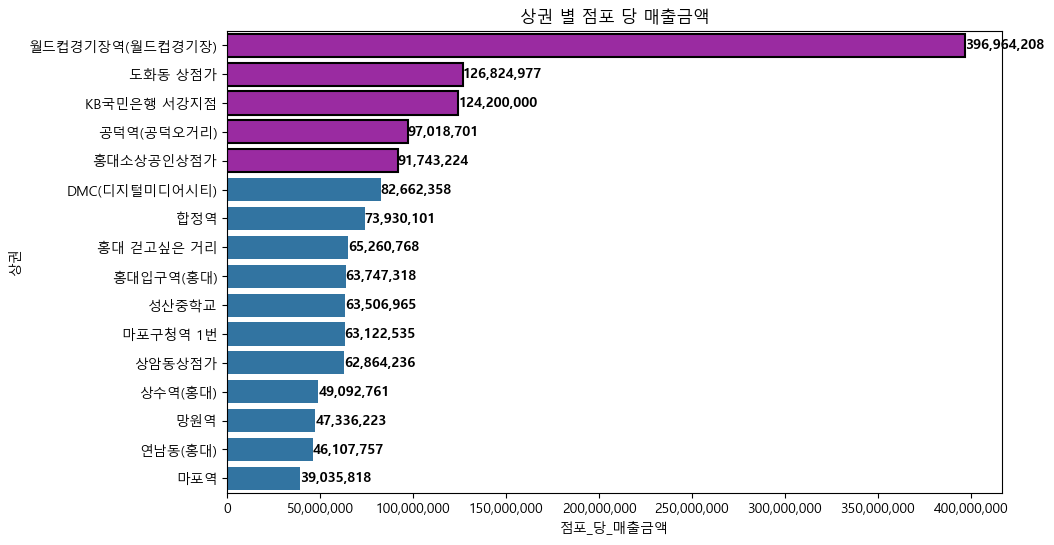 상권 별 점포 당 매출금액
상권
월드컵경기장역(월드컵경기장) 396,964,208
도화동 상점가 126,824,977
KB국민은행 서강지점 124,200,000
공덕역(공덕오거리) 97,018,701
홍대소상공인상점가 91,743,224
DMC(디지털미디어시티) 82,662,358
합정역 73,930,101
홍대 걷고싶은 거리 65,260,768
홍대입구역(홍대) 63,747,318
성산중학교 63,506,965
마포구청역 1번 63,122,535
상암동상점가 62,864,236
상수역(홍대) 49,092,761
망원역 47,336,223
연남동(홍대) 46,107,757
마포역 39,035,818
0 50,000,000 100,000,000 150,000,000 200,000,000 250,000,000 300,000,000 350,000,000 400,000,000
점포_당_매출금액